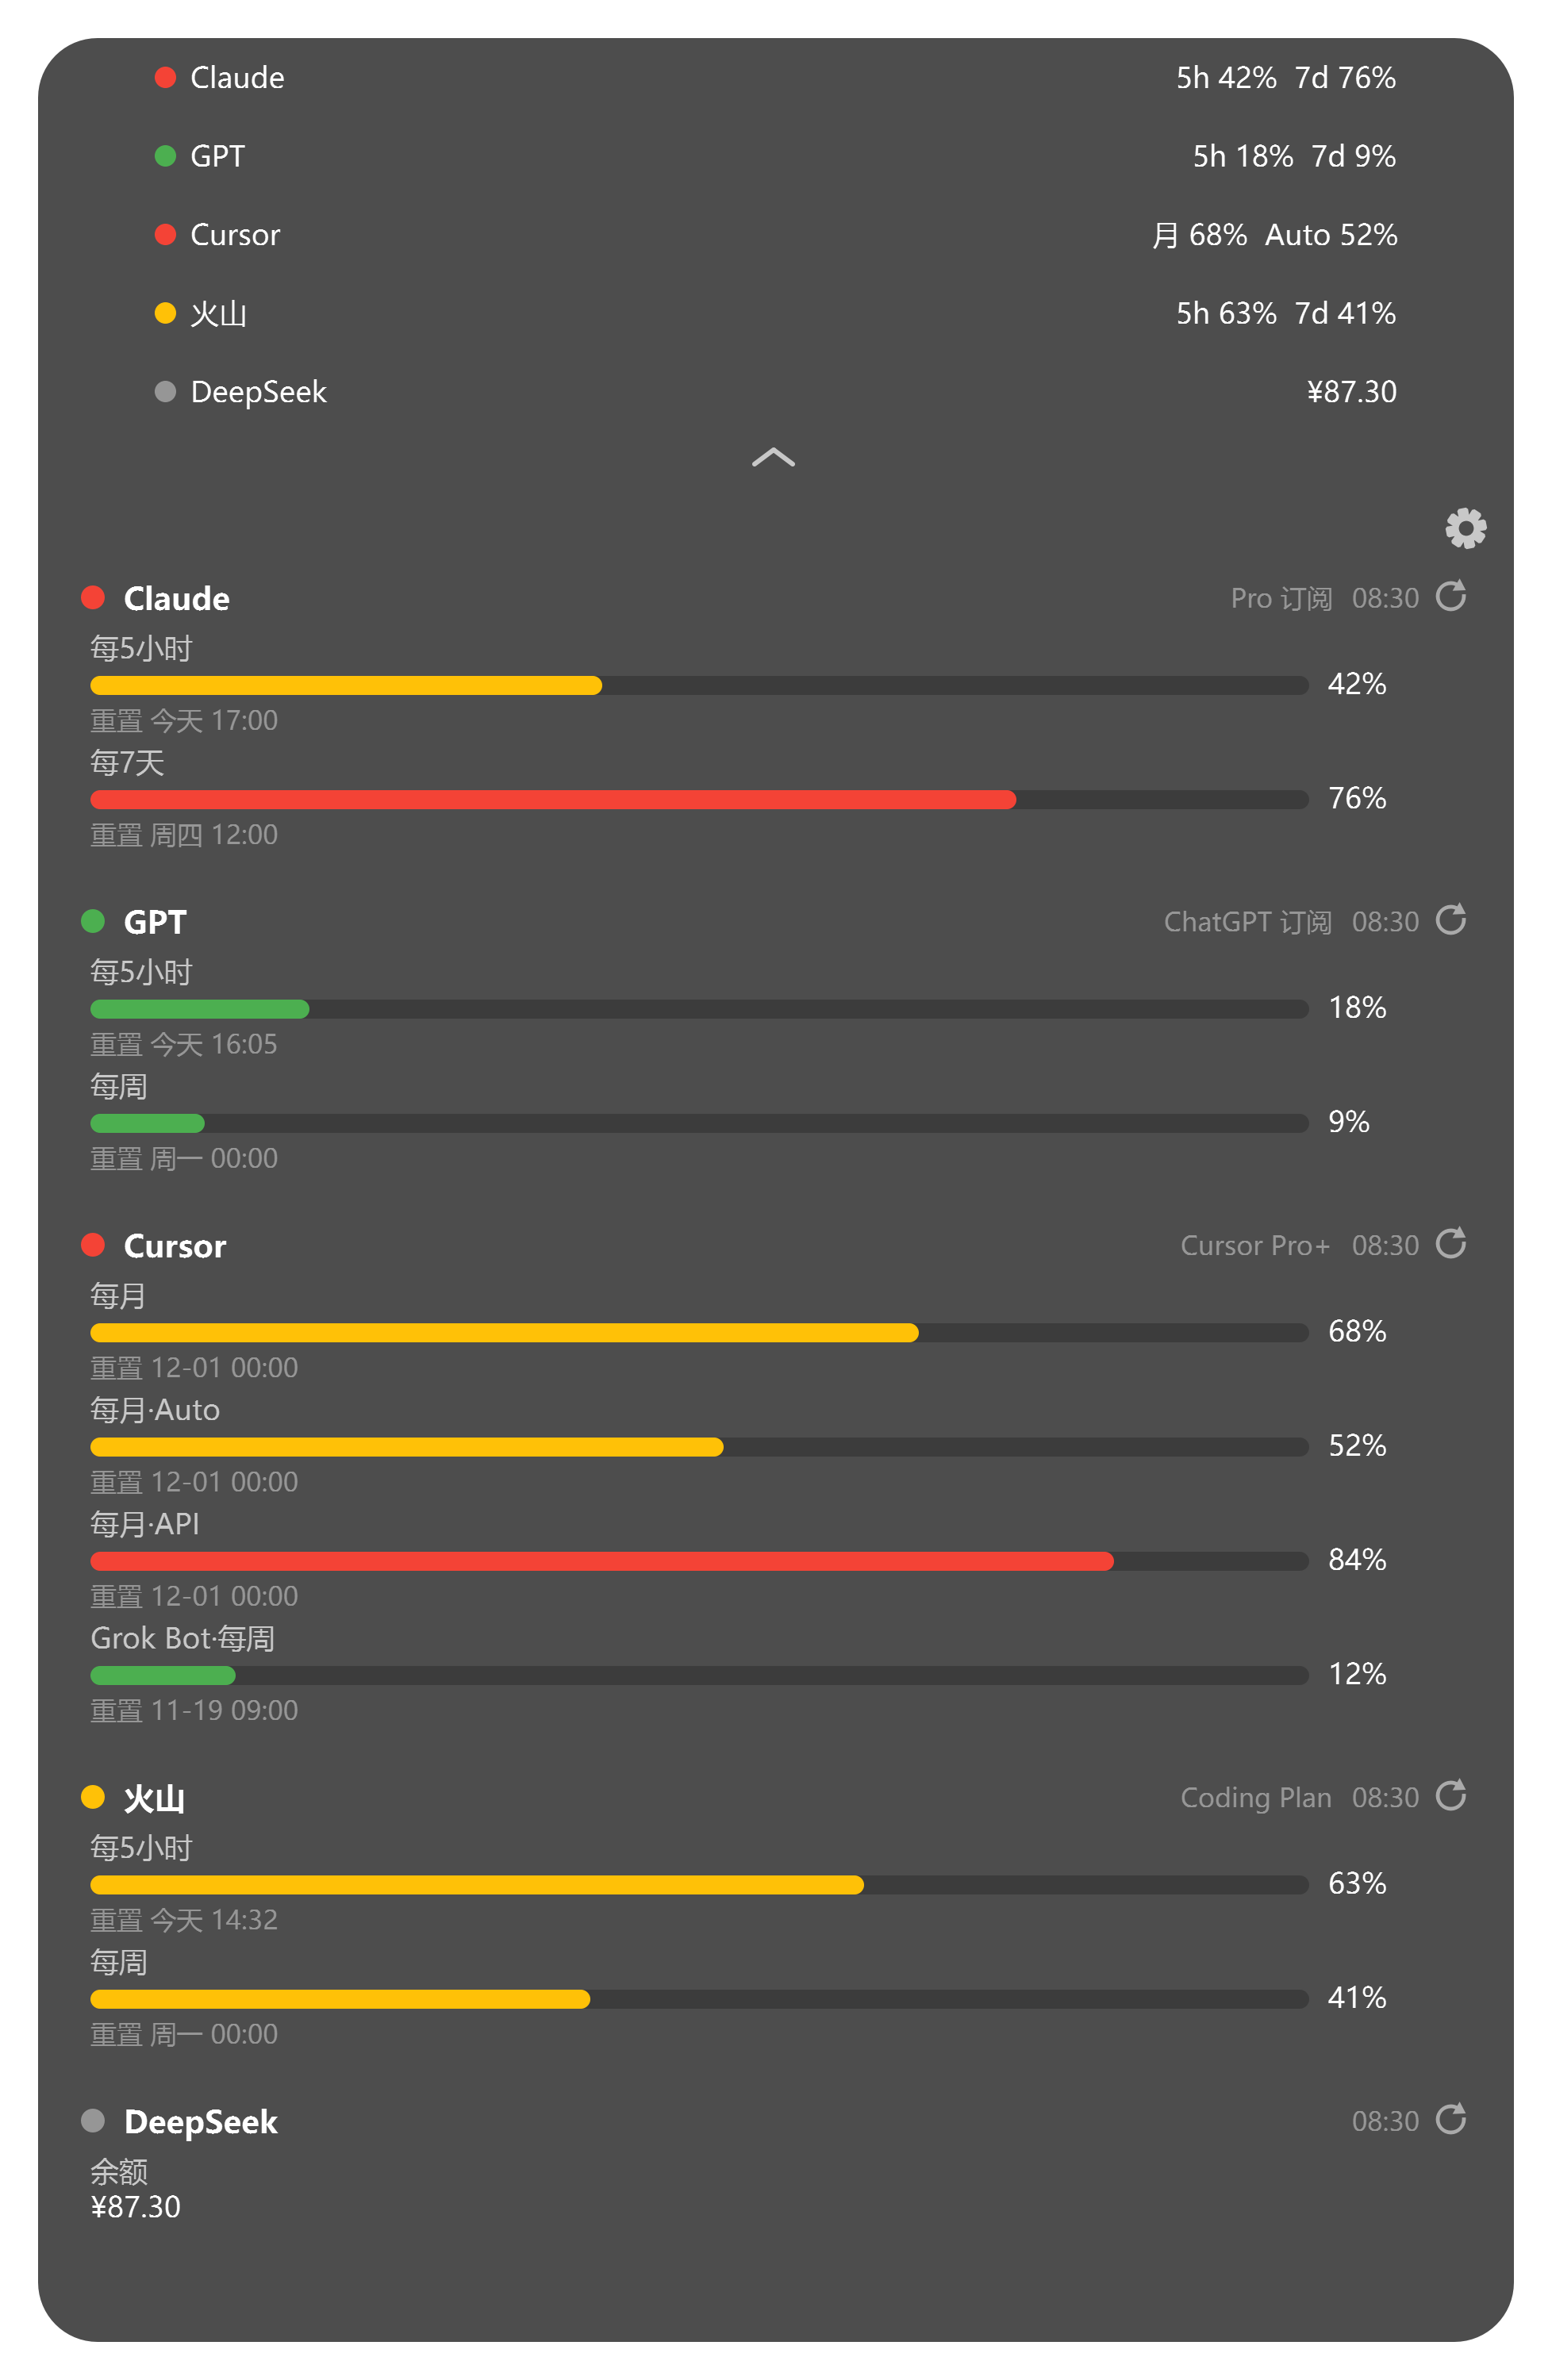 Claude 5h 42% 7d 76%
GPT 5h 18% 7d 9%
Cursor 月 68% Auto 52%
火山 5h 63% 7d 41%
DeepSeek ¥87.30
Claude Pro 订阅 08:30
每5小时
42%
重置 今天 17:00
每7天
76%
重置 周四 12:00
GPT ChatGPT 订阅 08:30
每5小时
18%
重置 今天 16:05
每周
9%
重置 周一 00:00
Cursor Cursor Pro+ 08:30
每月
68%
重置 12-01 00:00
每月·Auto
52%
重置 12-01 00:00
每月·API
84%
重置 12-01 00:00
Grok Bot·每周
12%
重置 11-19 09:00
火山 Coding Plan 08:30
每5小时
63%
重置 今天 14:32
每周
41%
重置 周一 00:00
DeepSeek 08:30
余额
¥87.30